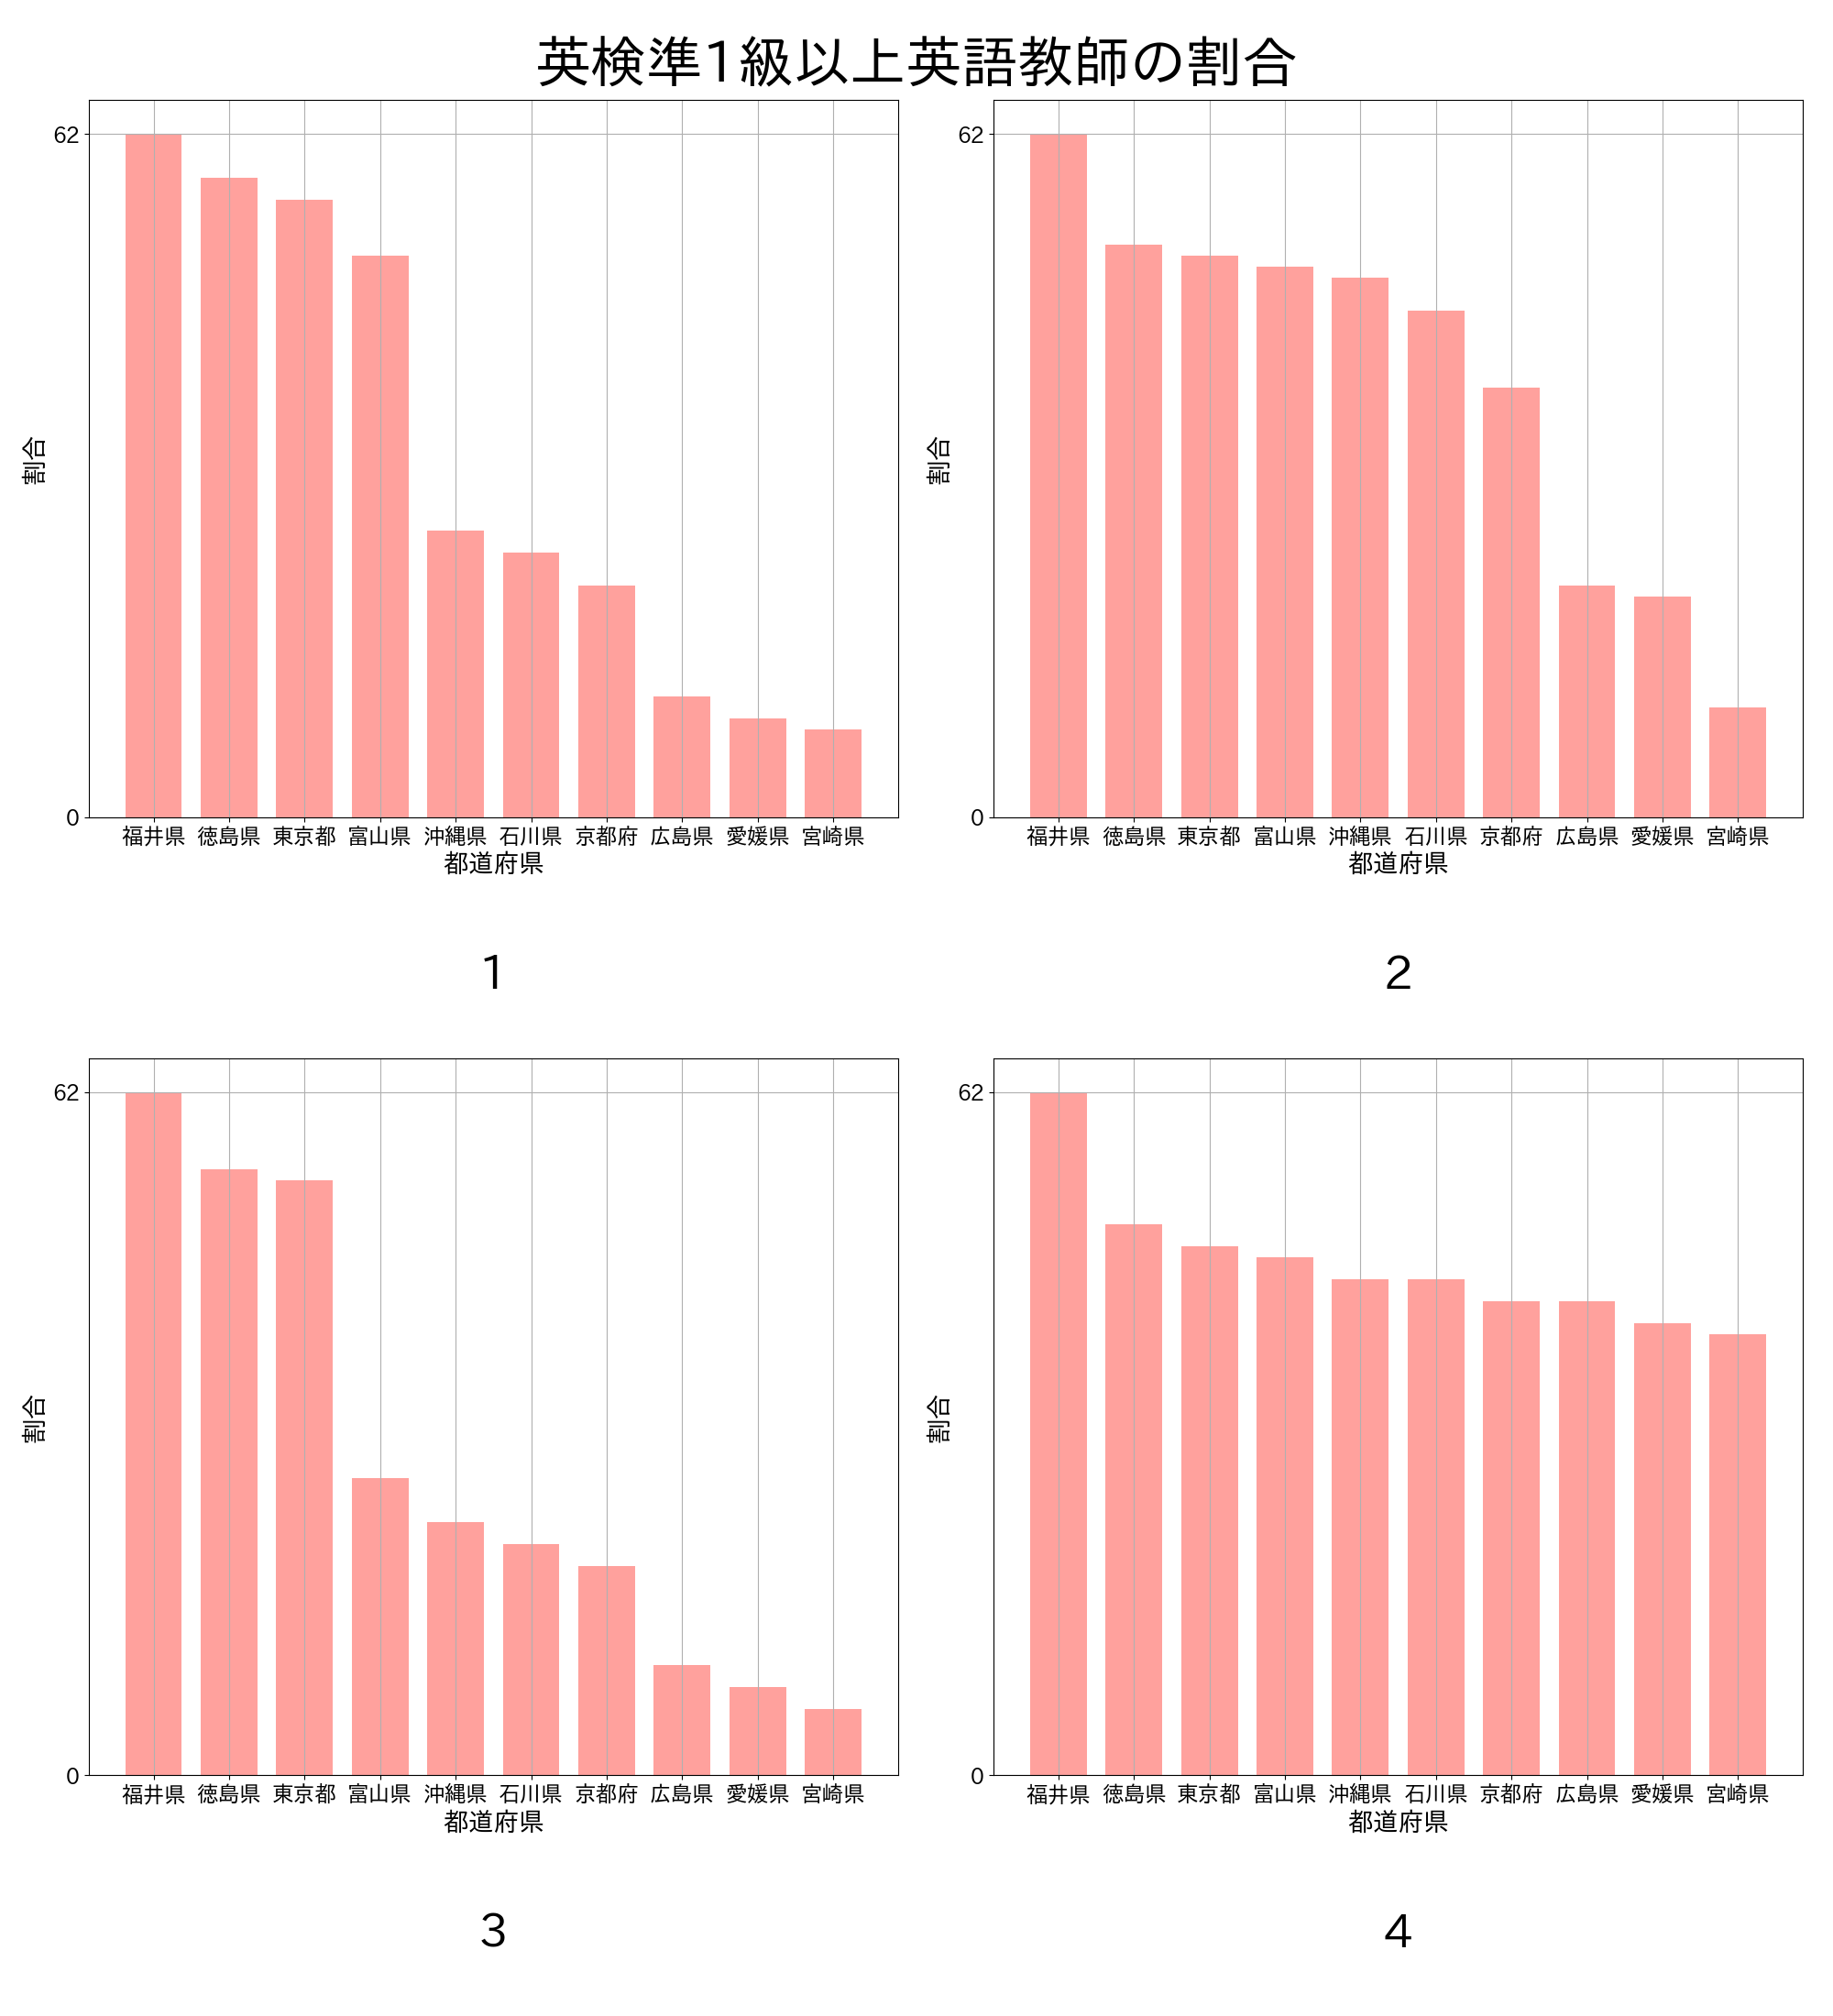 英検準1級以上英語教師の割合
62
0
割合
福井県 徳島県 東京都 富山県 沖縄県 石川県 京都府 広島県 愛媛県 宮崎県
都道府県
1
62
0
割合
福井県 徳島県 東京都 富山県 沖縄県 石川県 京都府 広島県 愛媛県 宮崎県
都道府県
2
62
0
割合
福井県 徳島県 東京都 富山県 沖縄県 石川県 京都府 広島県 愛媛県 宮崎県
都道府県
3
62
0
割合
福井県 徳島県 東京都 富山県 沖縄県 石川県 京都府 広島県 愛媛県 宮崎県
都道府県
4